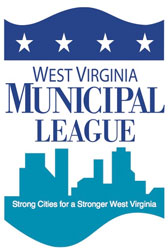 WEST VIRGINIA
MUNICIPAL
LEAGUE
Strong Cities for a Stronger West Virginia